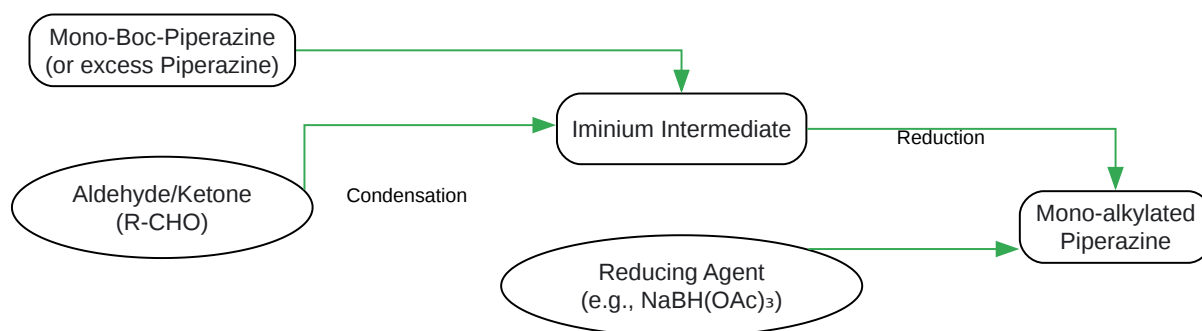 Mono-Boc-Piperazine
(or excess Piperazine)
Iminium Intermediate
Reduction
Aldehyde/Ketone
(R-CHO)
Condensation
Mono-alkylated
Piperazine
Reducing Agent
(e.g., NaBH(OAc)₃)